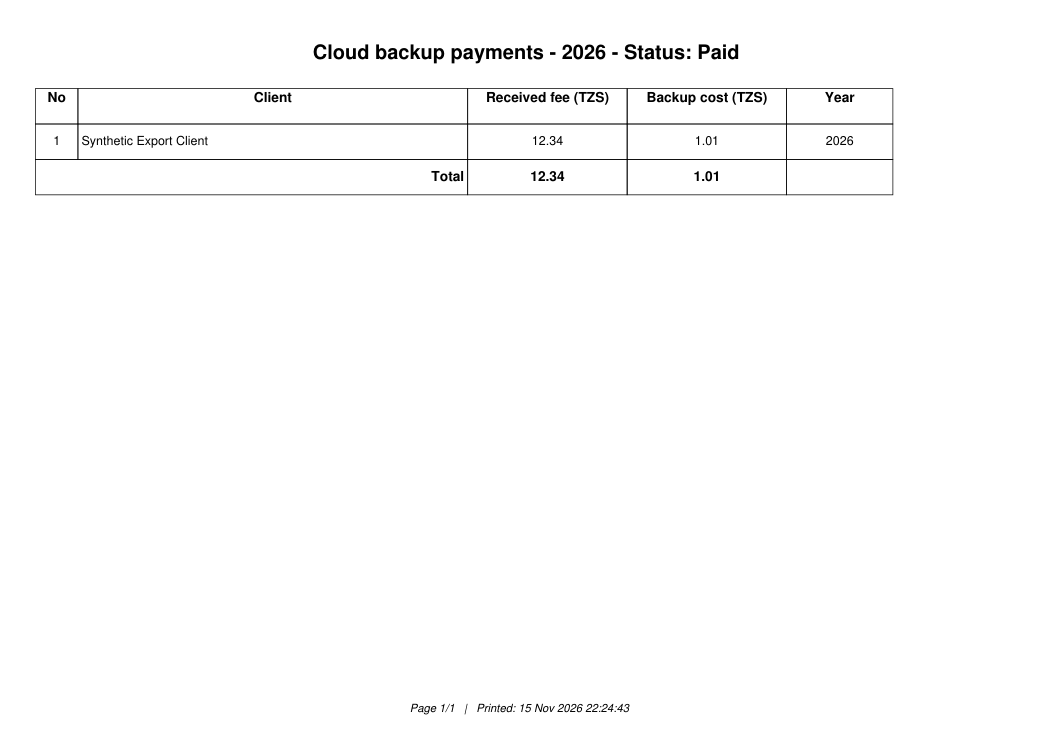 Cloud backup payments - 2026 - Status: Paid
No Client Received fee (TZS) Backup cost (TZS) Year
1 Synthetic Export Client 12.34 1.01 2026
Total 12.34 1.01
Page 1/1 | Printed: 15 Nov 2026 22:24:43